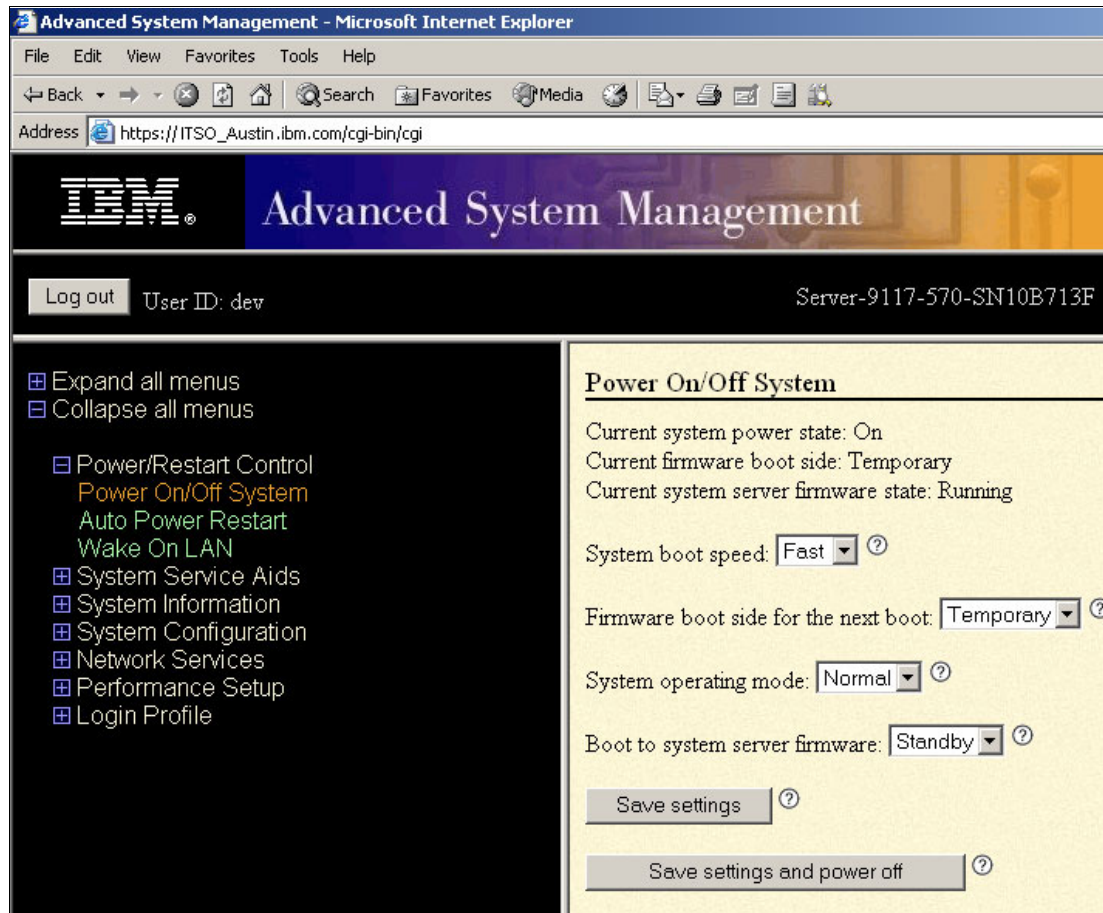 Advanced System Management - Microsoft Internet Explorer
File Edit View Favorites Tools Help
Back Search Favorites Media
Address https://ITSO_Austin.ibm.com/cgi-bin/cgi
IBM®
Advanced System Management
Log out User ID: dev
Server-9117-570-SN10B713F
Expand all menus
Collapse all menus
Power/Restart Control
Power On/Off System
Auto Power Restart
Wake On LAN
System Service Aids
System Information
System Configuration
Network Services
Performance Setup
Login Profile
Power On/Off System
Current system power state: On
Current firmware boot side: Temporary
Current system server firmware state: Running
System boot speed: Fast ?
Firmware boot side for the next boot: Temporary ?
System operating mode: Normal ?
Boot to system server firmware: Standby ?
Save settings ?
Save settings and power off ?